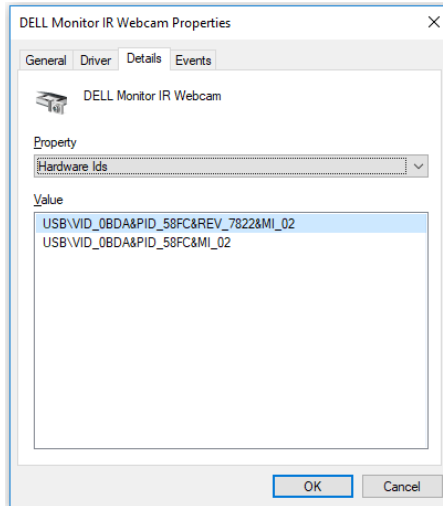 DELL Monitor IR Webcam Properties
General Driver Details Events
DELL Monitor IR Webcam
Property
Hardware Ids
Value
USB\VID_0BDA&PID_58FC&REV_7822&MI_02
USB\VID_0BDA&PID_58FC&MI_02
OK Cancel